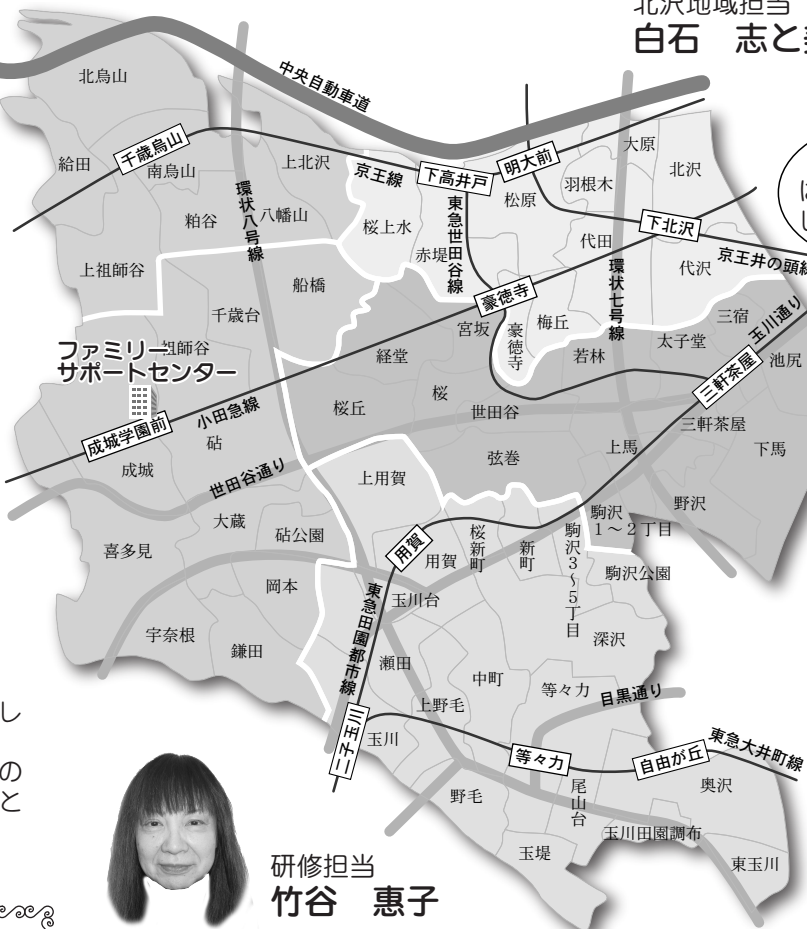 北沢地域担当
白石 志と
中央自動車道
北烏山
給田
千歳烏山
南烏山
上北沢
京王線
下高井戸
明大前
大原
北沢
羽根木
松原
環状八号線
粕谷
八幡山
桜上水
赤堤
東急世田谷線
代田
下北沢
京王井の頭線
代沢
環状七号線
上祖師谷
船橋
千歳台
豪徳寺
宮坂
豪徳寺
梅丘
三宿
玉川通り
太子堂
池尻
若林
経堂
祖師谷
ファミリー
サポートセンター
桜
桜丘
世田谷
三軒茶屋
三軒茶屋
小田急線
成城学園前
砧
成城
世田谷通り
弦巻
上馬
下馬
上用賀
野沢
大蔵
砧公園
喜多見
用賀
用賀
桜新町
新町
駒沢3〜5丁目
駒沢
1〜2丁目
駒沢公園
岡本
玉川台
宇奈根
鎌田
東急田園都市線
瀬田
深沢
中町
等々力
上野毛
目黒通り
二子玉川
玉川
等々力
自由が丘
東急大井町線
奥沢
野毛
尾山台
玉川田園調布
玉堤
東玉川
し
の
と
研修担当
竹谷 惠子